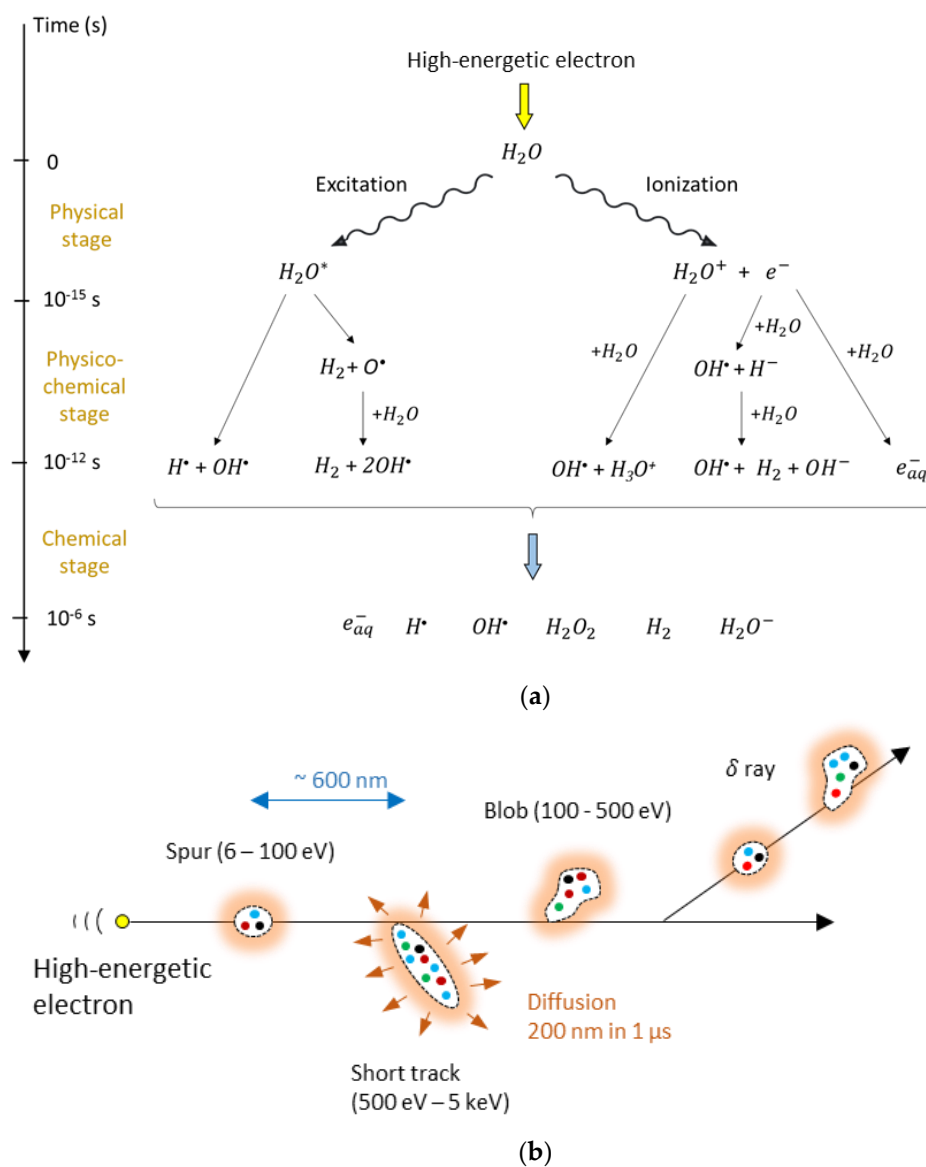 Time (s)
High-energetic electron
0
H₂O
Excitation
Ionization
Physical
stage
H₂O*
H₂O⁺ + e⁻
10⁻¹⁵ s
+H₂O
+H₂O
+H₂O
Physico-
chemical
stage
H₂ + O•
OH• + H⁻
+H₂O
+H₂O
10⁻¹² s
H• + OH•
H₂ + 2OH•
OH• + H₃O⁺
OH• + H₂ + OH⁻
e⁻aq
Chemical
stage
10⁻⁶ s
e⁻aq H• OH• H₂O₂ H₂ H₂O⁻
(a)
~ 600 nm
δ ray
Blob (100 - 500 eV)
Spur (6 – 100 eV)
High-energetic
electron
Diffusion
200 nm in 1 µs
Short track
(500 eV – 5 keV)
(b)